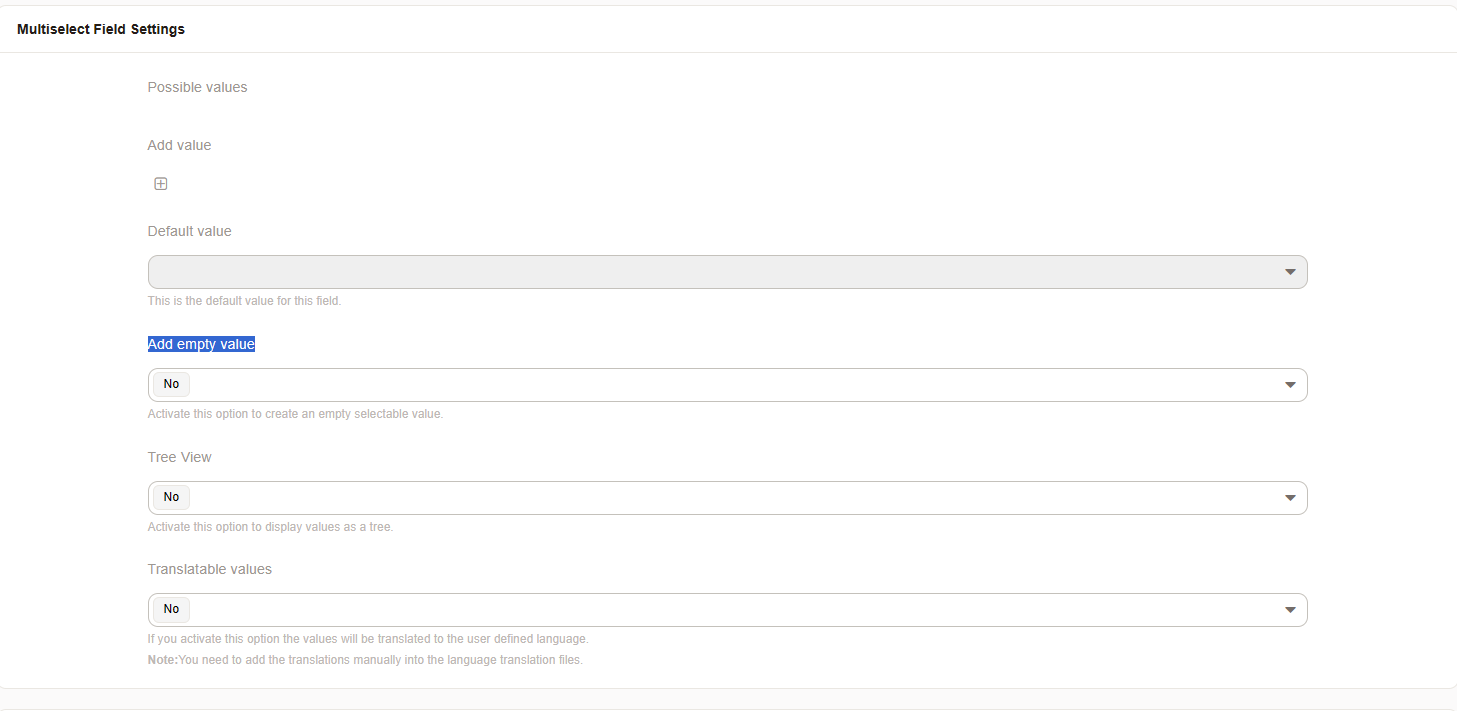 Multiselect Field Settings
Possible values
Add value
Default value
This is the default value for this field.
Add empty value
No
Activate this option to create an empty selectable value.
Tree View
No
Activate this option to display values as a tree.
Translatable values
No
If you activate this option the values will be translated to the user defined language.
Note:You need to add the translations manually into the language translation files.